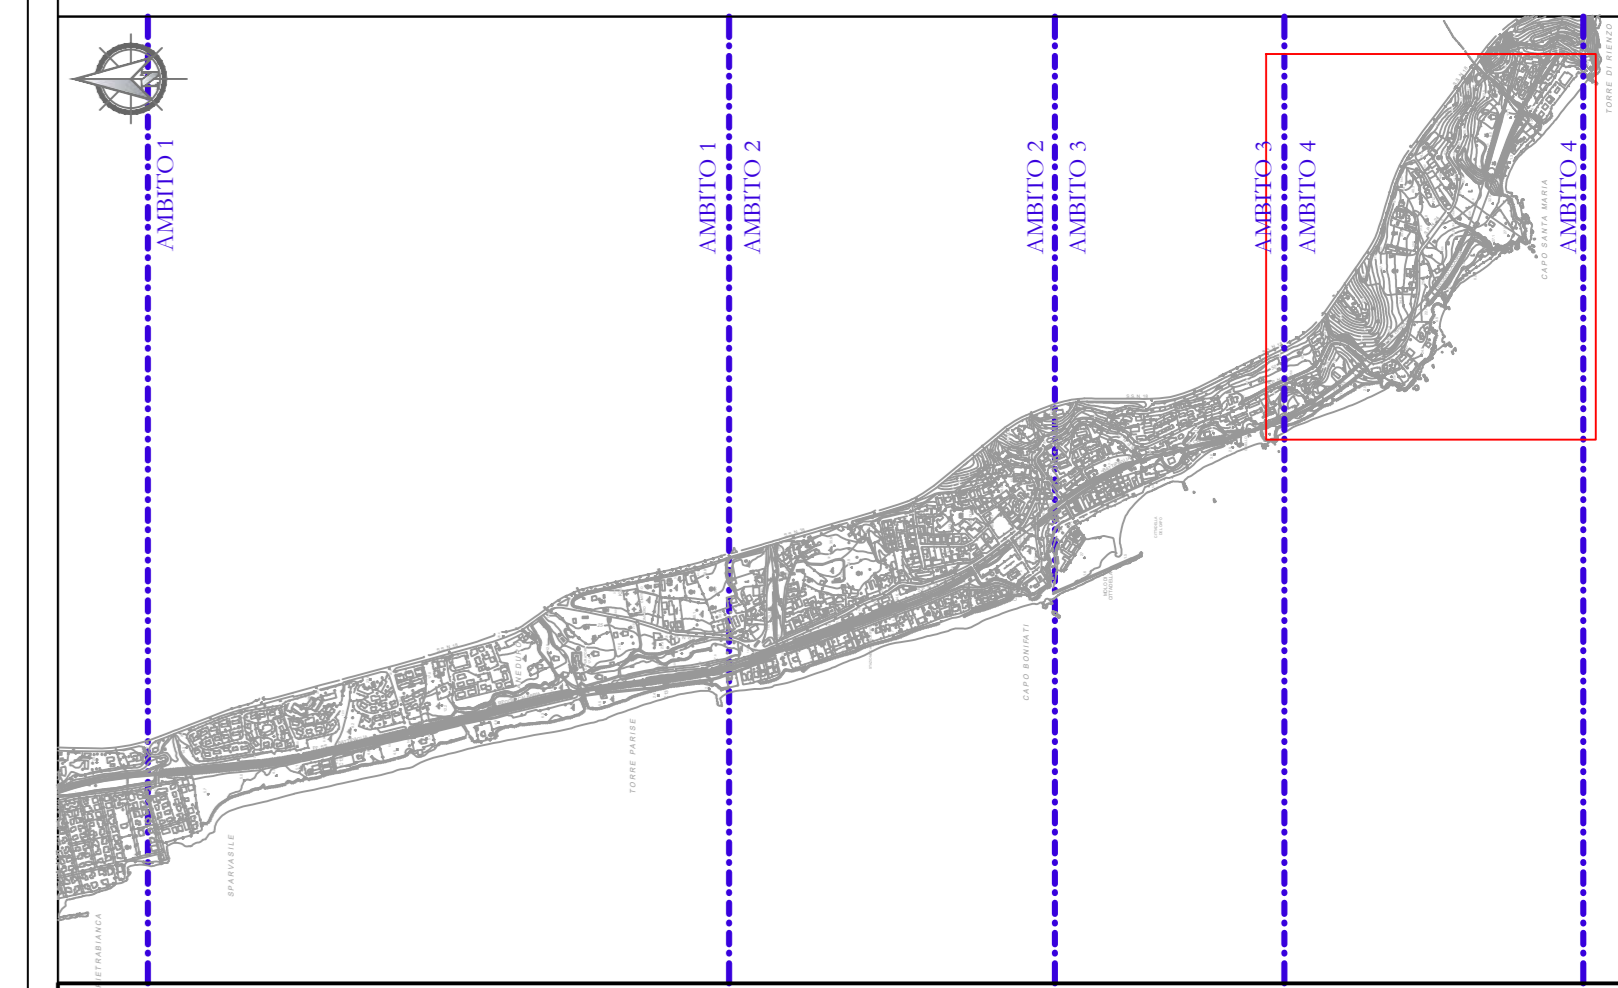 AMBITO 1
AMBITO 1
AMBITO 2
AMBITO 2
AMBITO 3
AMBITO 3
AMBITO 4
AMBITO 4
TORRE DI RIENZO
CAPO SANTA MARIA
CAPO BONIFATI
TORRE PARISE
SPARVASILE
IETRABIANCA